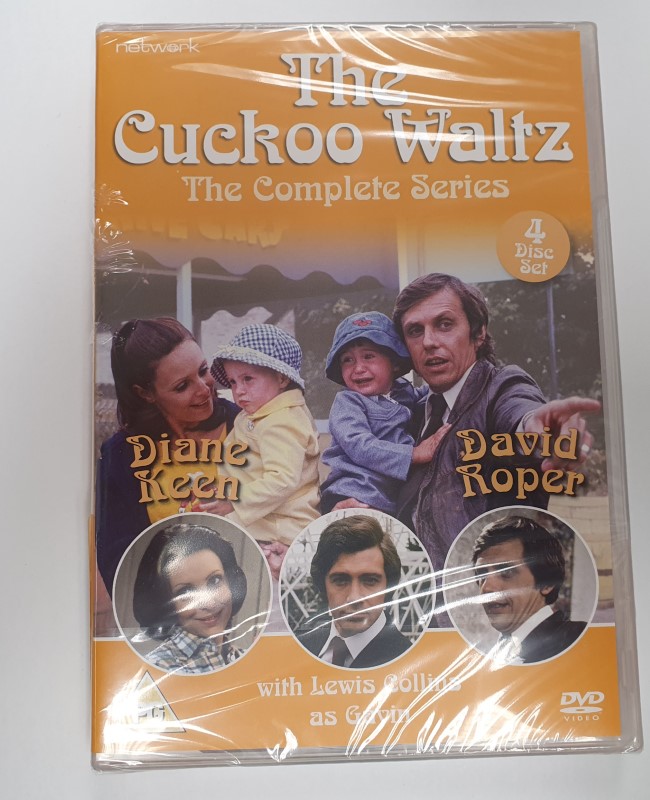 network
The
Cuckoo Waltz
The Complete Series
4
Disc
Set
Diane
Keen
David
Roper
with Lewis Collins
as Gavin
PG
DVD
VIDEO